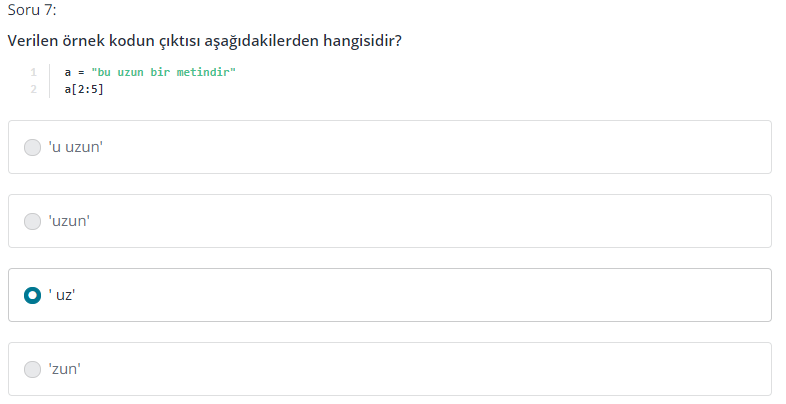 Soru 7:
Verilen örnek kodun çıktısı aşağıdakilerden hangisidir?
1 a = "bu uzun bir metindir"
2 a[2:5]
'u uzun'
'uzun'
' uz'
'zun'